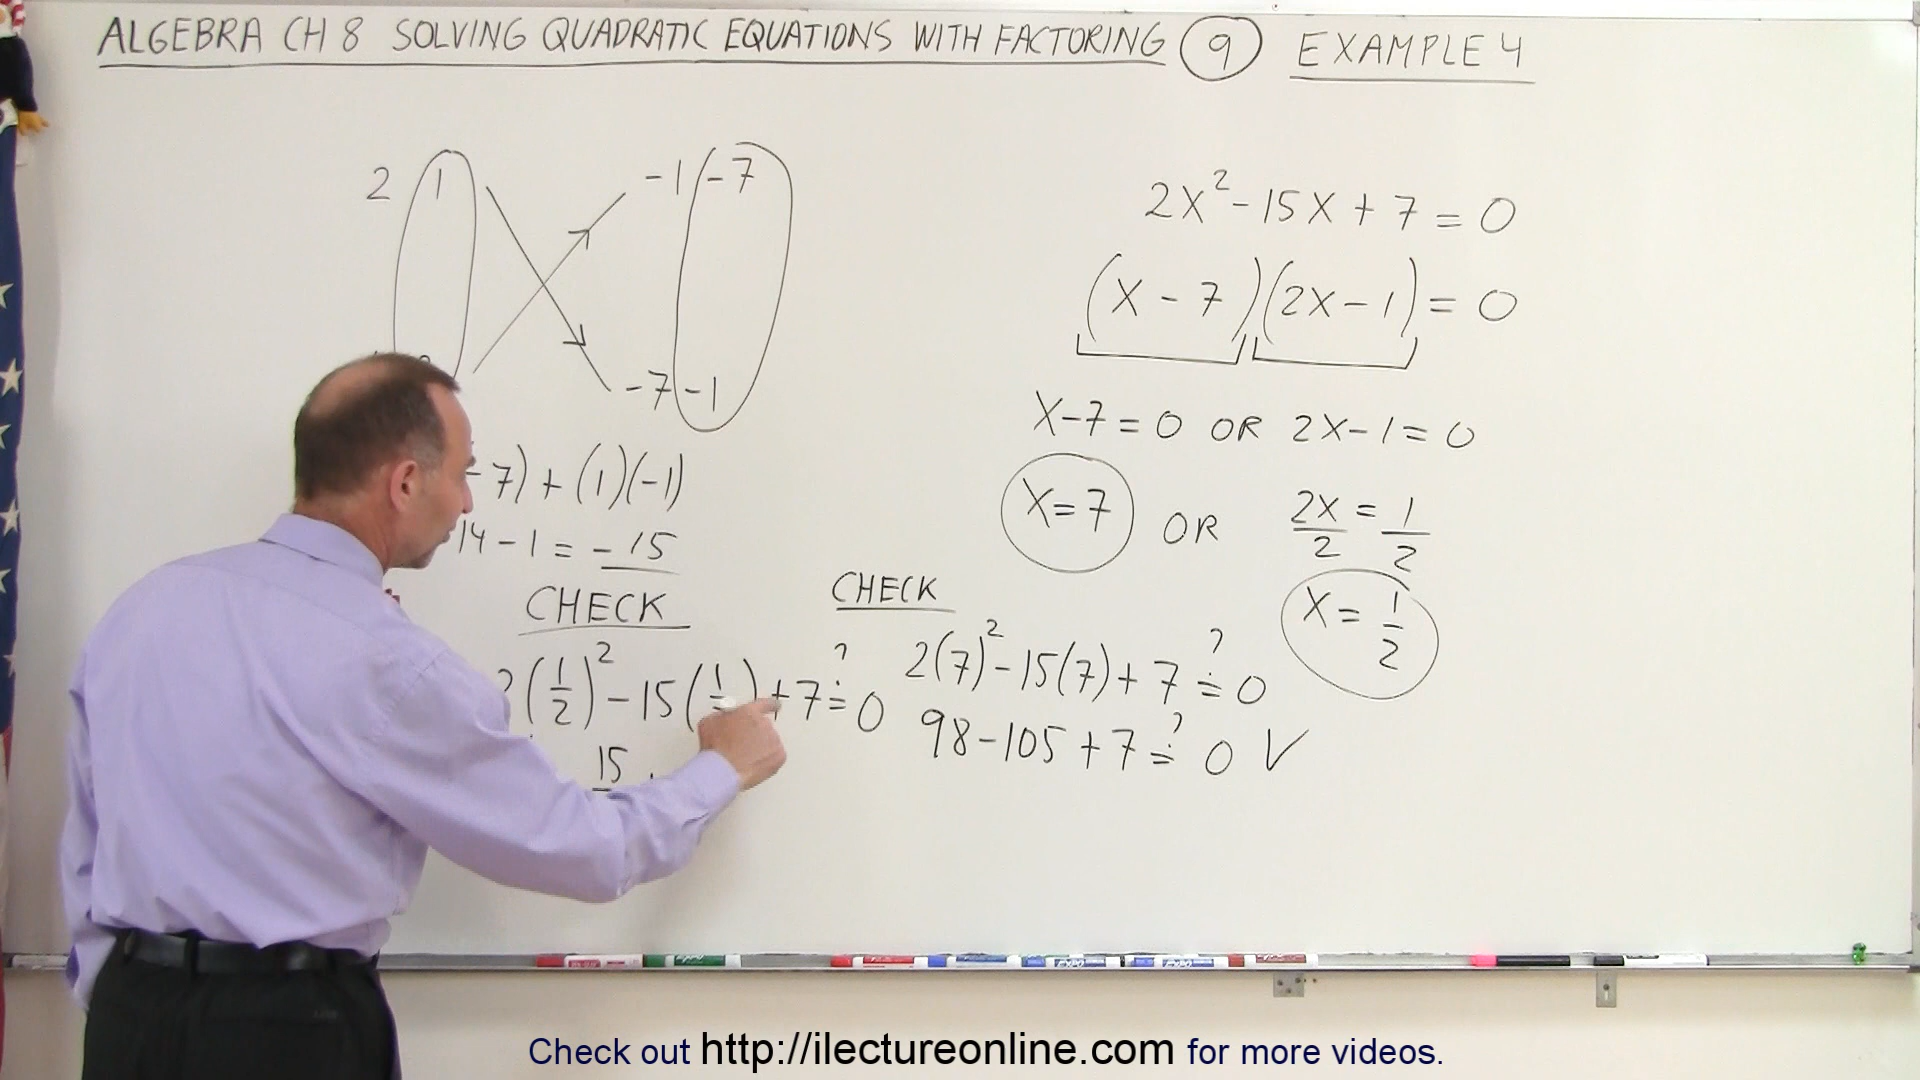 ALGEBRA CH 8 SOLVING QUADRATIC EQUATIONS WITH FACTORING 9 EXAMPLE 4
2 1 -1 -7
-7 -1
7) + (1)(-1)
14 - 1 = -15
CHECK
(1/2)² - 15(1 ) + 7 ≟ 0
15
CHECK
2(7)² - 15(7) + 7 ≟ 0
98 - 105 + 7 ≟ 0 √
2X² - 15X + 7 = 0
(X - 7)(2X - 1) = 0
X - 7 = 0 OR 2X - 1 = 0
X = 7 OR 2X/2 = 1/2
X = 1/2
Check out http://ilectureonline.com for more videos.